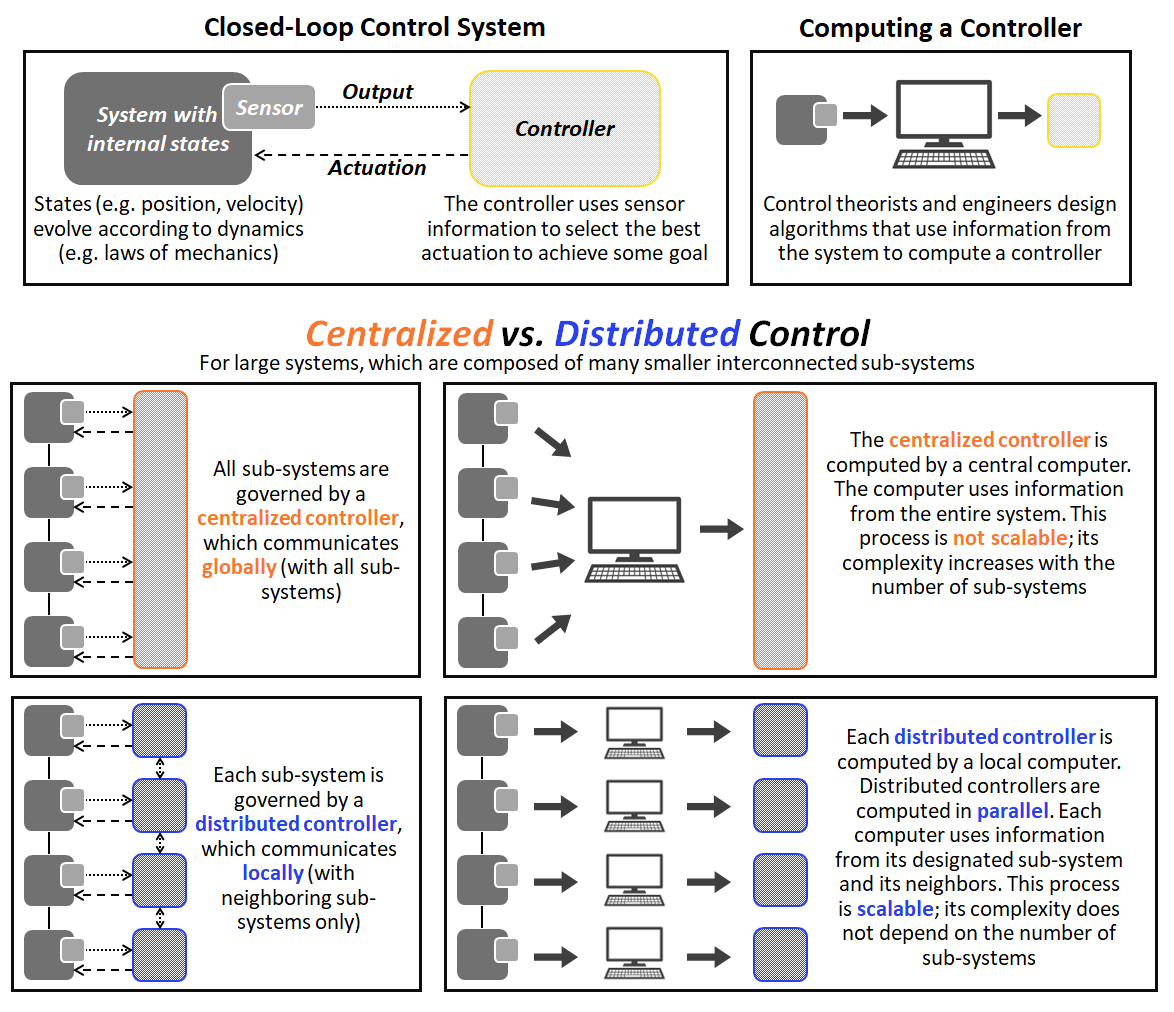 Closed-Loop Control System
System with
internal states
Sensor
Output
Actuation
Controller
States (e.g. position, velocity)
evolve according to dynamics
(e.g. laws of mechanics)
The controller uses sensor
information to select the best
actuation to achieve some goal
Computing a Controller
Control theorists and engineers design
algorithms that use information from
the system to compute a controller
Centralized vs. Distributed Control
For large systems, which are composed of many smaller interconnected sub-systems
All sub-systems are
governed by a
centralized controller,
which communicates
globally (with all sub-
systems)
The centralized controller is
computed by a central computer.
The computer uses information
from the entire system. This
process is not scalable; its
complexity increases with the
number of sub-systems
Each sub-system is
governed by a
distributed controller,
which communicates
locally (with
neighboring sub-
systems only)
Each distributed controller is
computed by a local computer.
Distributed controllers are
computed in parallel. Each
computer uses information
from its designated sub-system
and its neighbors. This process
is scalable; its complexity does
not depend on the number of
sub-systems